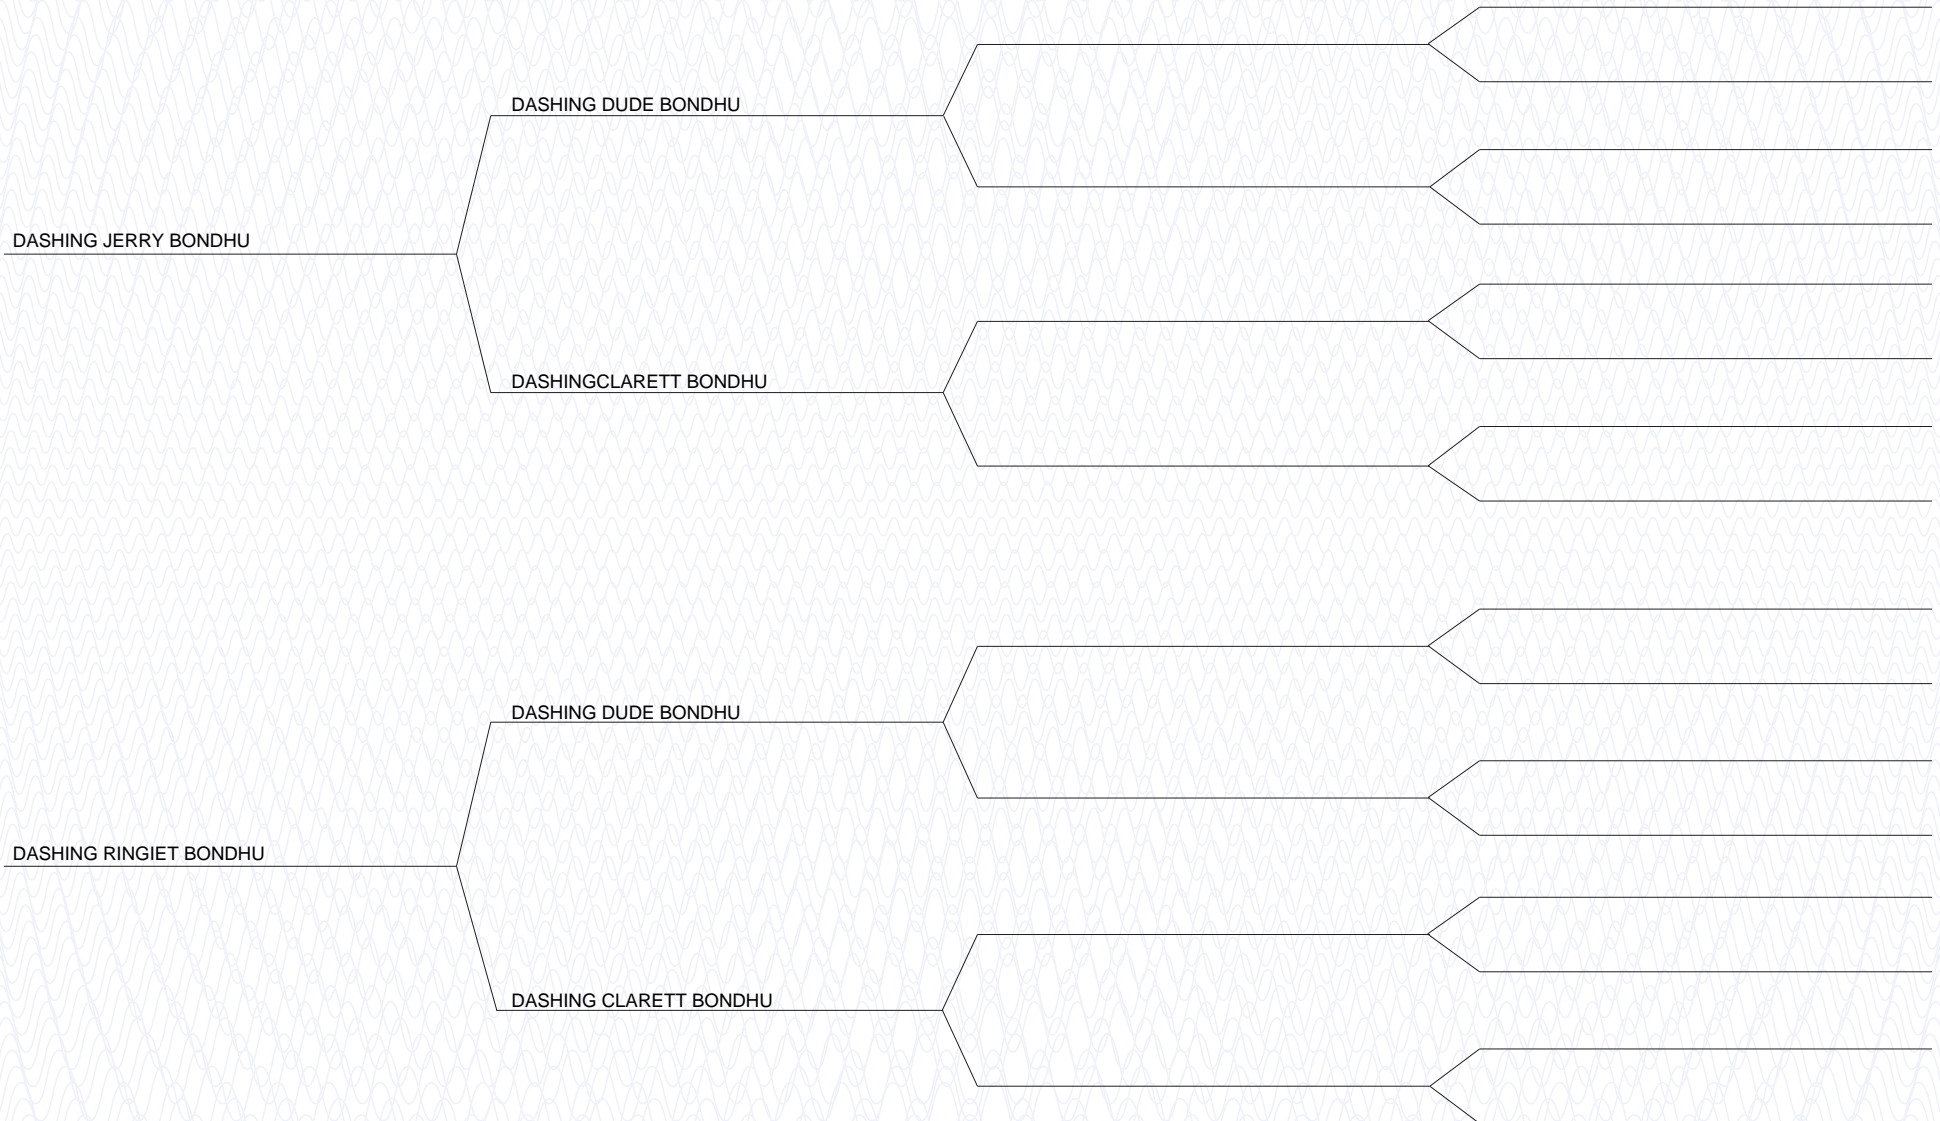 DASHING DUDE BONDHU
DASHING JERRY BONDHU
DASHINGCLARETT BONDHU
DASHING DUDE BONDHU
DASHING RINGIET BONDHU
DASHING CLARETT BONDHU